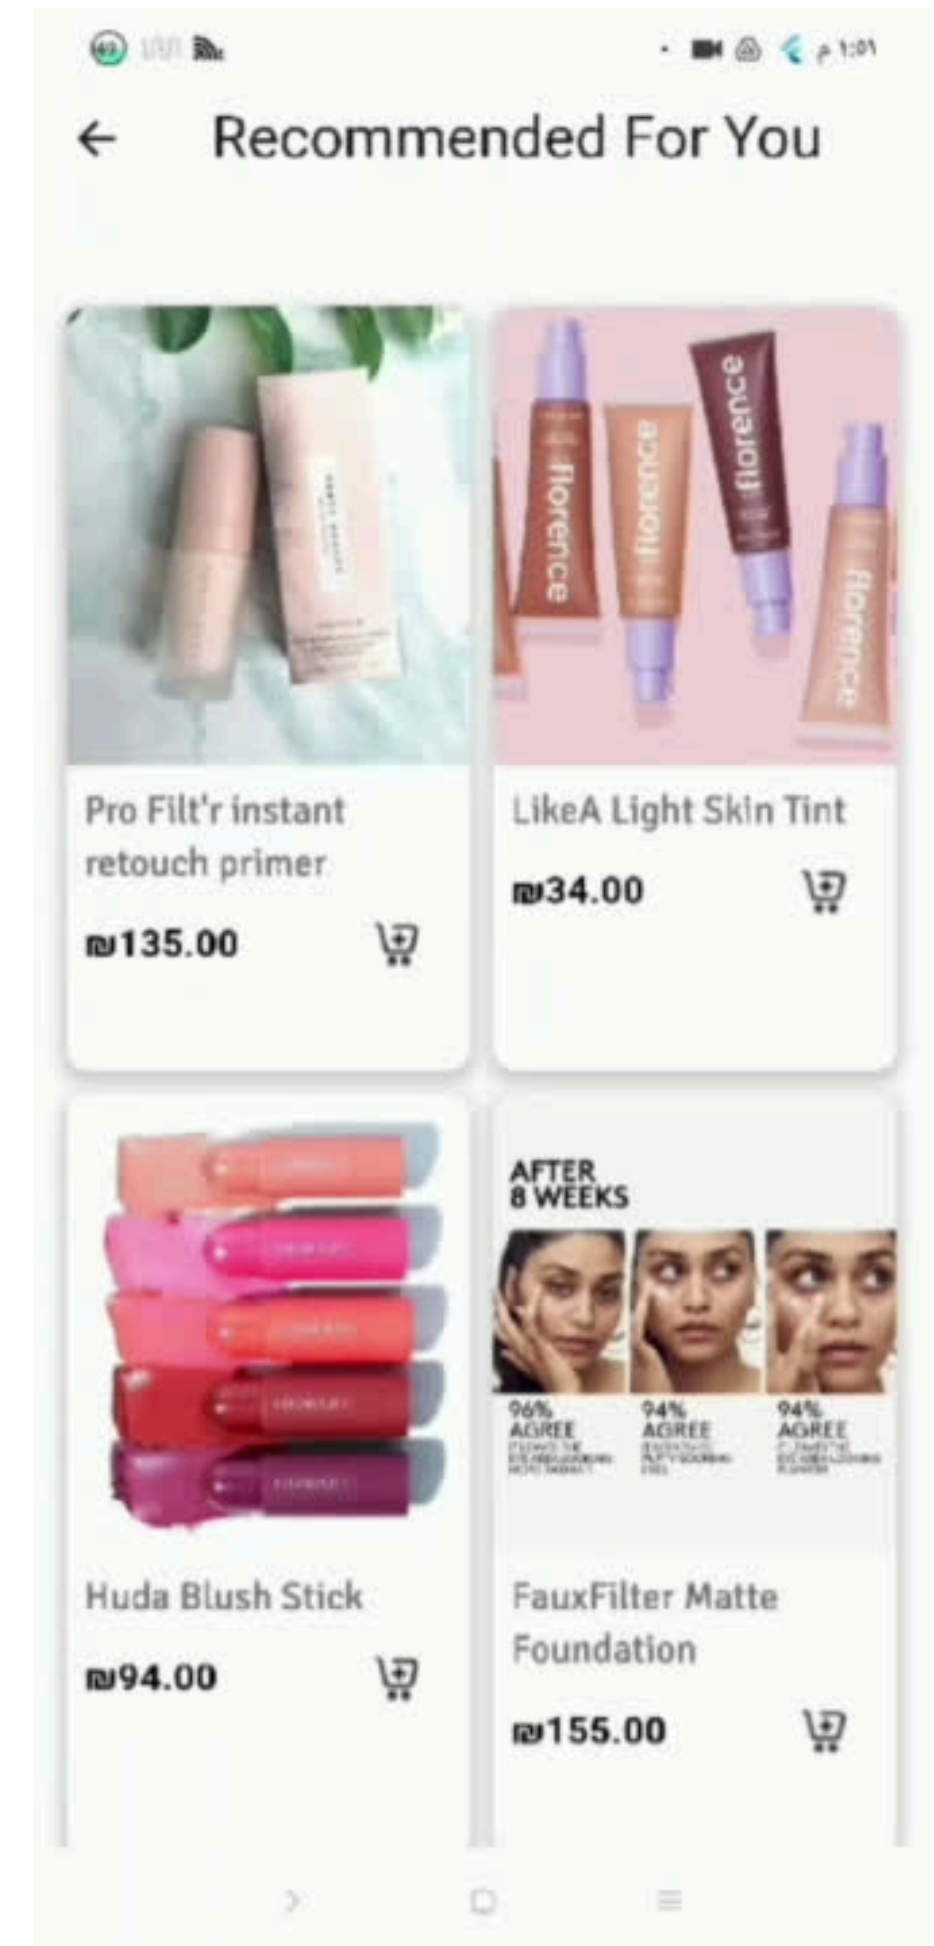 م ١:٥٦
Recommended For You
florence
florence
florence
florence
Pro Filt'r instant
retouch primer
₪135.00
LikeA Light Skin Tint
₪34.00
AFTER
8 WEEKS
96%
AGREE
94%
AGREE
94%
AGREE
Huda Blush Stick
₪94.00
FauxFilter Matte
Foundation
₪155.00